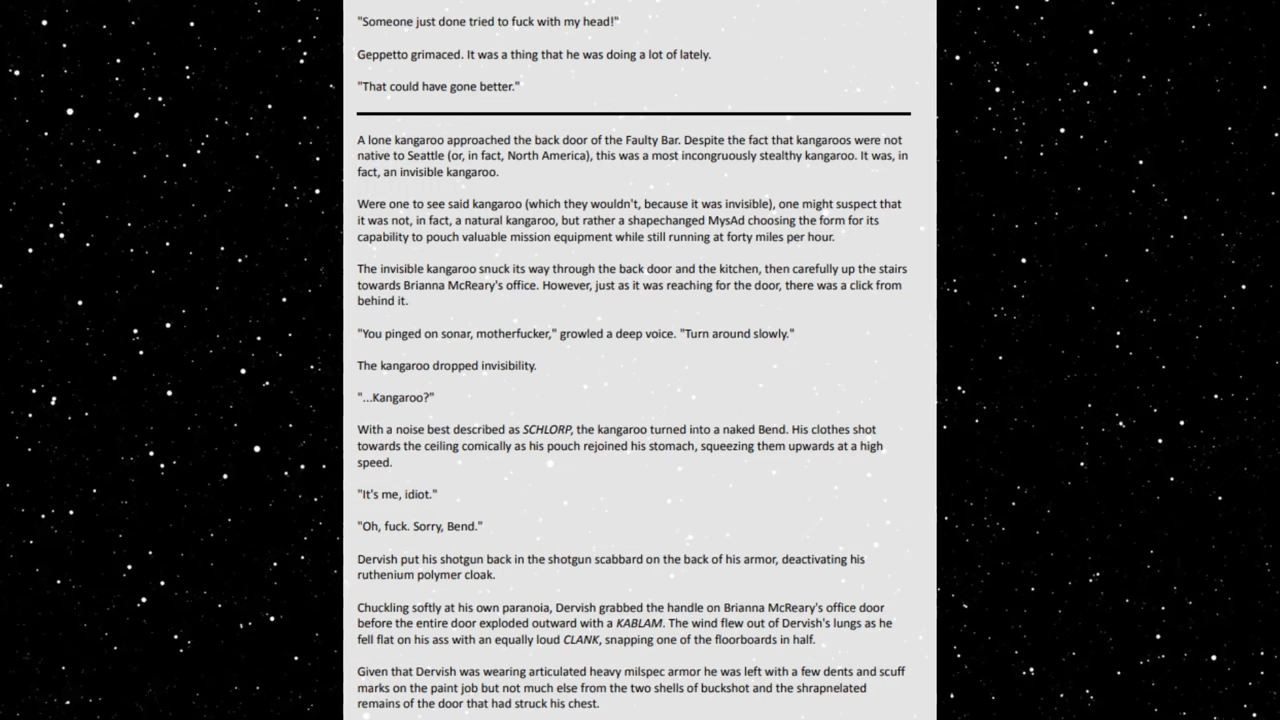 "Someone just done tried to fuck with my head!"
Geppetto grimaced. It was a thing that he was doing a lot of lately.
"That could have gone better."
A lone kangaroo approached the back door of the Faulty Bar. Despite the fact that kangaroos were not
native to Seattle (or, in fact, North America), this was a most incongruously stealthy kangaroo. It was, in
fact, an invisible kangaroo.
Were one to see said kangaroo (which they wouldn't, because it was invisible), one might suspect that
it was not, in fact, a natural kangaroo, but rather a shapechanged MysAd choosing the form for its
capability to pouch valuable mission equipment while still running at forty miles per hour.
The invisible kangaroo snuck its way through the back door and the kitchen, then carefully up the stairs
towards Brianna McReary's office. However, just as it was reaching for the door, there was a click from
behind it.
"You pinged on sonar, motherfucker," growled a deep voice. "Turn around slowly."
The kangaroo dropped invisibility.
"...Kangaroo?"
With a noise best described as SCHLORP, the kangaroo turned into a naked Bend. His clothes shot
towards the ceiling comically as his pouch rejoined his stomach, squeezing them upwards at a high
speed.
"It's me, idiot."
"Oh, fuck. Sorry, Bend."
Dervish put his shotgun back in the shotgun scabbard on the back of his armor, deactivating his
ruthenium polymer cloak.
Chuckling softly at his own paranoia, Dervish grabbed the handle on Brianna McReary's office door
before the entire door exploded outward with a KABLAM. The wind flew out of Dervish's lungs as he
fell flat on his ass with an equally loud CLANK, snapping one of the floorboards in half.
Given that Dervish was wearing articulated heavy milspec armor he was left with a few dents and scuff
marks on the paint job but not much else from the two shells of buckshot and the shrapnelated
remains of the door that had struck his chest.